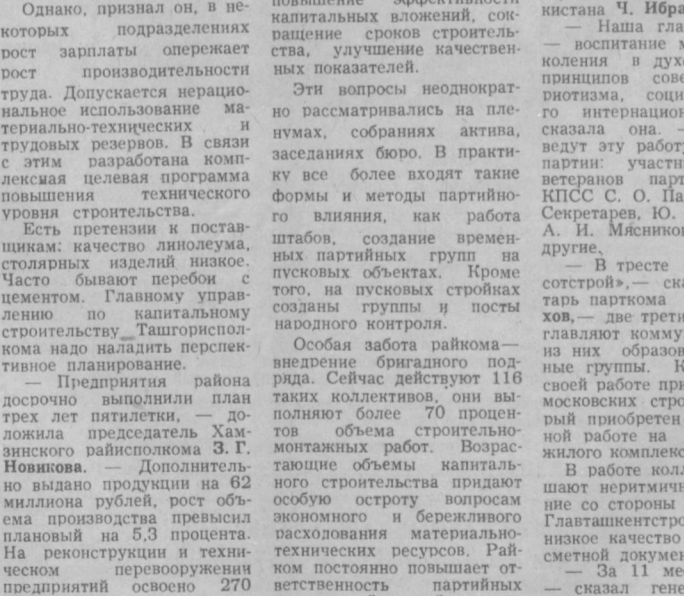 Однако, признал он, в не-
которых подразделениях
рост зарплаты опережает
рост производительности
труда. Допускается нерацио-
нальное использование ма-
териально-технических и
трудовых резервов. В связи
с этим разработана комп-
лексная целевая программа
повышения технического
уровня строительства.
Есть претензии к постав-
щикам: качество линолеума,
столярных изделий низкое.
Часто бывают перебои с
цементом. Главному управ-
лению по капитальному
строительству Ташгориспол-
кома надо наладить перспек-
тивное планирование.
— Предприятия района
досрочно выполнили план
трех лет пятилетки, — до-
ложила председатель Хам-
зинского райисполкома З. Г.
Новикова. — Дополнитель-
но выдано продукции на 62
миллиона рублей, рост объ-
ема производства превысил
плановый на 5,3 процента.
На реконструкции и техни-
ческом перевооружении
предприятий освоено 270
повышение эффективности
капитальных вложений, сок-
ращение сроков строитель-
ства, улучшение качествен-
ных показателей.
Эти вопросы неоднократ-
но рассматривались на пле-
нумах, собраниях актива,
заседаниях бюро. В практи-
ку все более входят такие
формы и методы партийно-
го влияния, как работа
штабов, создание времен-
ных партийных групп на
пусковых объектах. Кроме
того, на пусковых стройках
созданы группы и посты
народного контроля.
Особая забота райкома—
внедрение бригадного под-
ряда. Сейчас действуют 116
таких коллективов, они вы-
полняют более 70 процен-
тов объема строительно-
монтажных работ. Возрас-
тающие объемы капиталь-
ного строительства придают
особую остроту вопросам
экономного и бережливого
расходования материально-
технических ресурсов. Рай-
ком постоянно повышает от-
ветственность партийных
кистана Ч. Ибра
— Наша гла
— воспитание м
коления в дух
принципов сове
риотизма, соци
го интернацион
сказала она. —
ведут эту работ
партии: участн
ветеранов парт
КПСС С. О. Па
Секретарев, Ю.
А. И. Мясников
другие.
— В тресте
сотстрой»,— ска
тарь парткома
хов,— две трети
главляют комму
из них образов
ные группы. К
своей работе при
московских стро
рый приобретен
ной работе на
жилого комплекс
В работе колл
шают неритмичн
ние со стороны
Главташкентстро
низкое качество
сметной докумен
— За 11 мес
— сказал гене